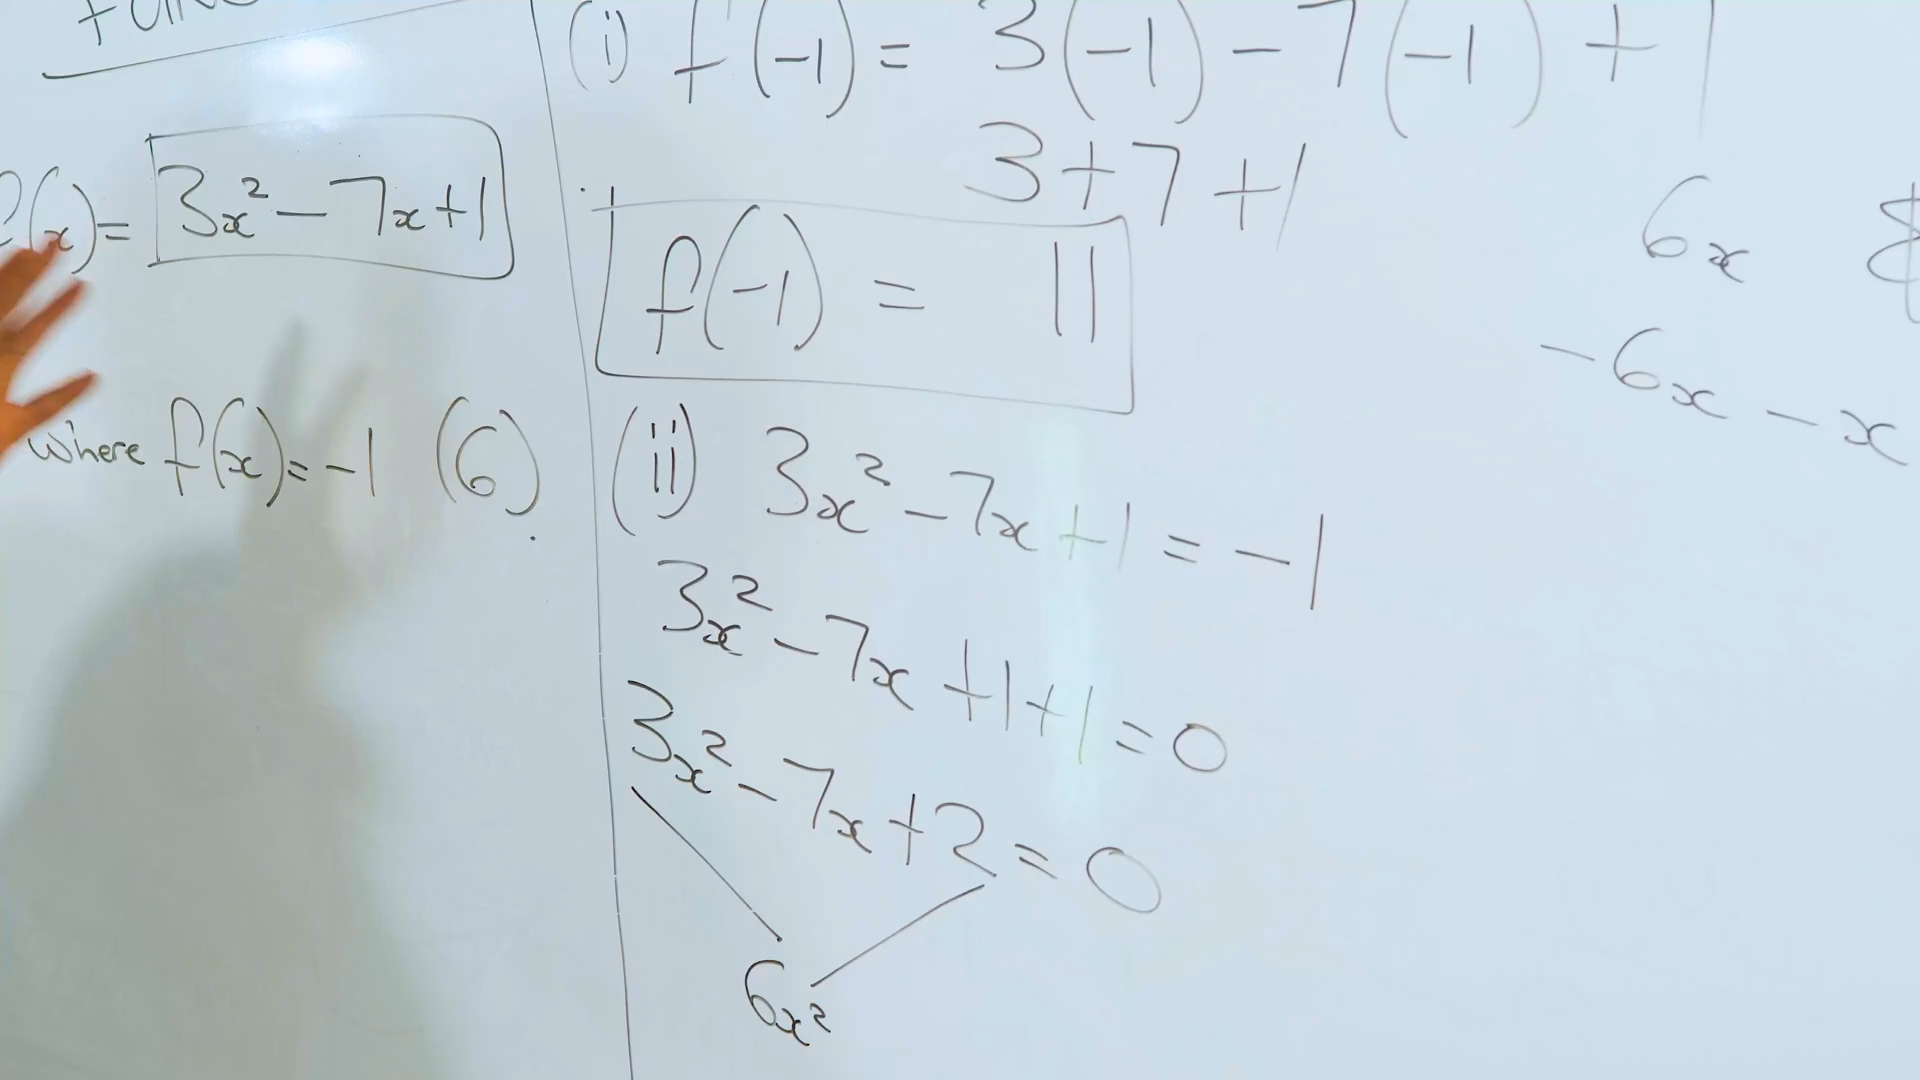 f(x) = 3x² - 7x + 1
where f(x) = -1 (6)
(i) f(-1) = 3(-1) - 7(-1) + 1
3 + 7 + 1
f(-1) = 11
(ii) 3x² - 7x + 1 = -1
3x² - 7x + 1 + 1 = 0
3x² - 7x + 2 = 0
6x²
6x &
-6x - x